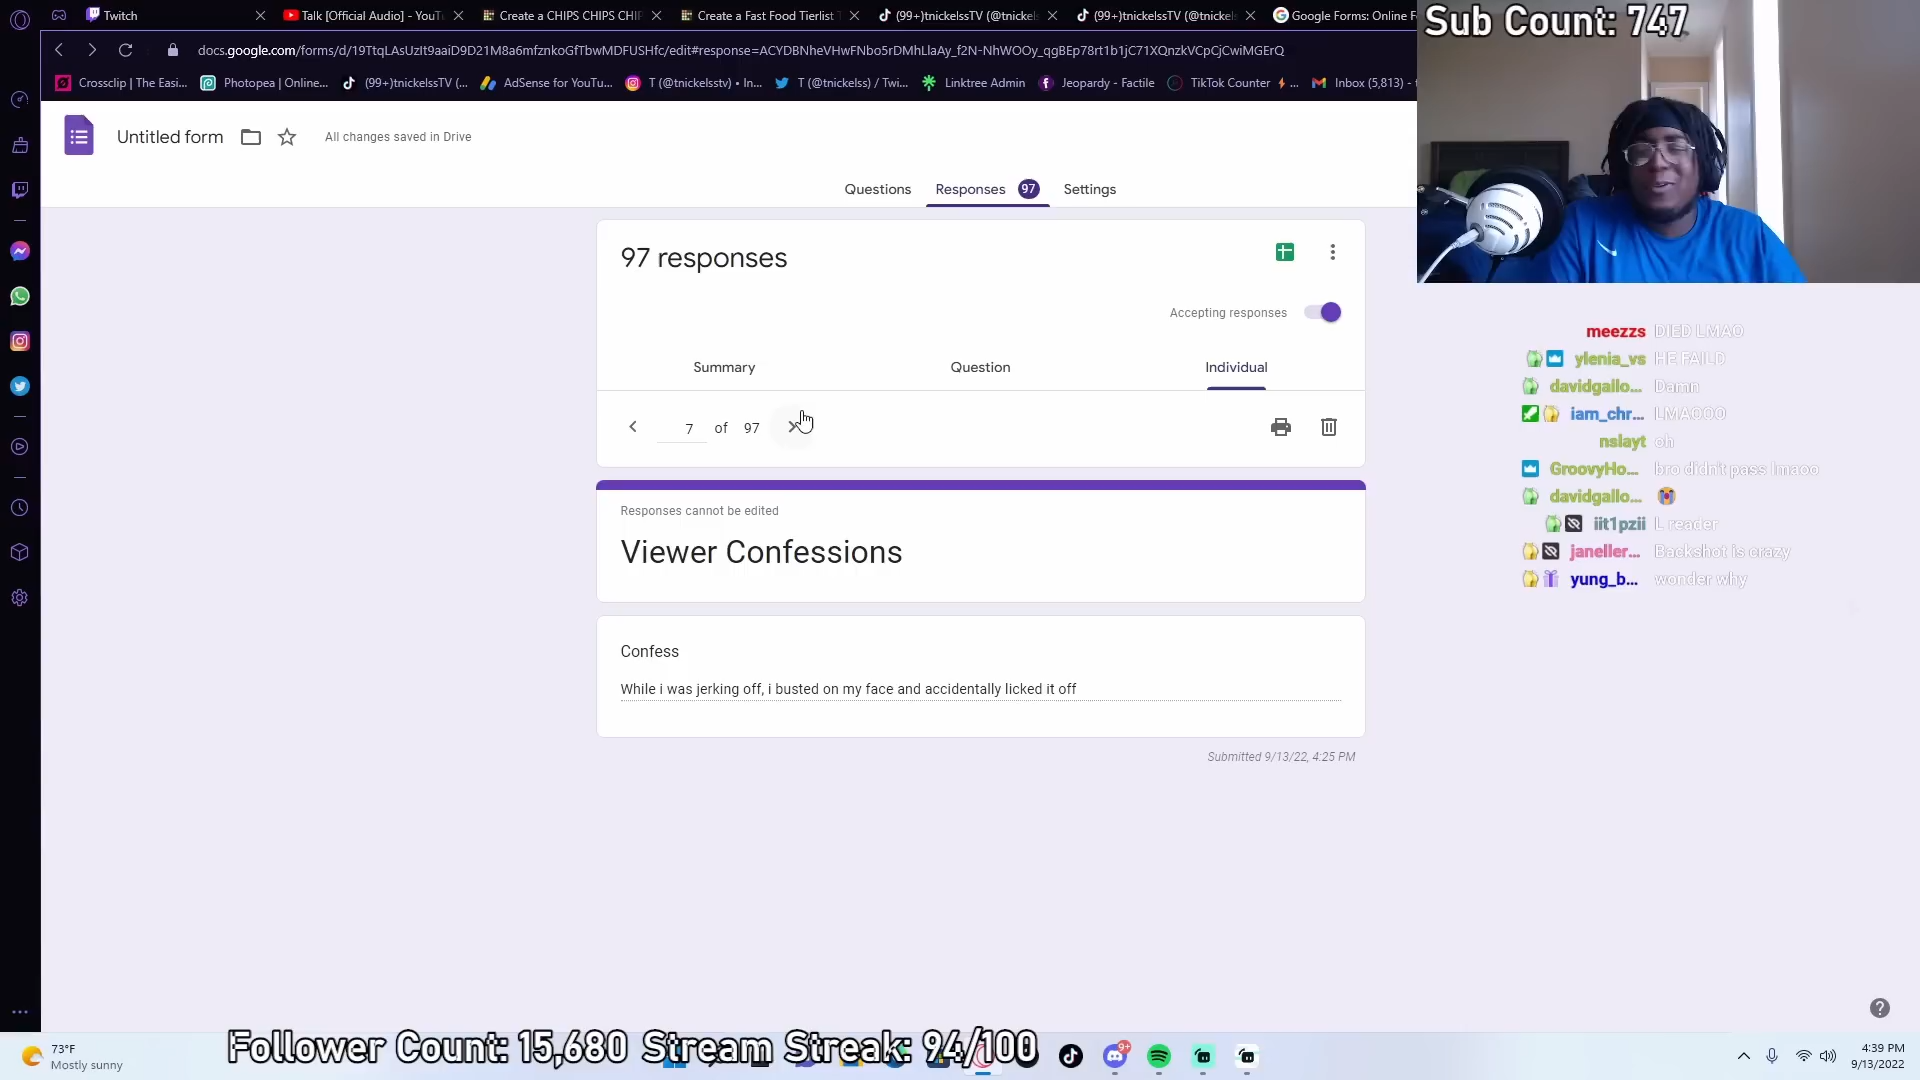 Twitch
Talk [Official Audio] - YouTu
Create a CHIPS CHIPS CHIP
Create a Fast Food Tierlist
(99+)tnickelssTV (@tnickel
(99+)tnickelssTV (@tnickel
Google Forms: Online F
Sub Count: 747
docs.google.com/forms/d/19TtqLAsUzIt9aaiD9D21M8a6mfznkoGfTbwMDFUSHfc/edit#response=ACYDBNheVHwFNbo5rDMhLlaAy_f2N-NhWOOy_qgBEp78rt1b1jC71XQnzkVCpCjCwiMGErQ
Crossclip | The Easi...
Photopea | Online...
(99+)tnickelssTV (...
AdSense for YouTu...
T (@tnickelsstv) • In...
T (@tnickelss) / Twi...
Linktree Admin
Jeopardy - Factile
TikTok Counter ⚡ ...
Inbox (5,813) - t
Untitled form
All changes saved in Drive
Questions
Responses 97
Settings
97 responses
Accepting responses
Summary
Question
Individual
7 of 97
Responses cannot be edited
Viewer Confessions
Confess
While i was jerking off, i busted on my face and accidentally licked it off
Submitted 9/13/22, 4:25 PM
meezzs DIED LMAO
ylenia_vs HE FAILD
davidgallo... Damn
iam_chr... LMAOOO
nslayt oh
GroovyHo... bro didn't pass lmaoo
davidgallo... 😭
iit1pzii L reader
janeller... Backshot is crazy
yung_b... wonder why
73°F
Mostly sunny
Follower Count: 15,680 Stream Streak: 94/100
9+
4:39 PM
9/13/2022